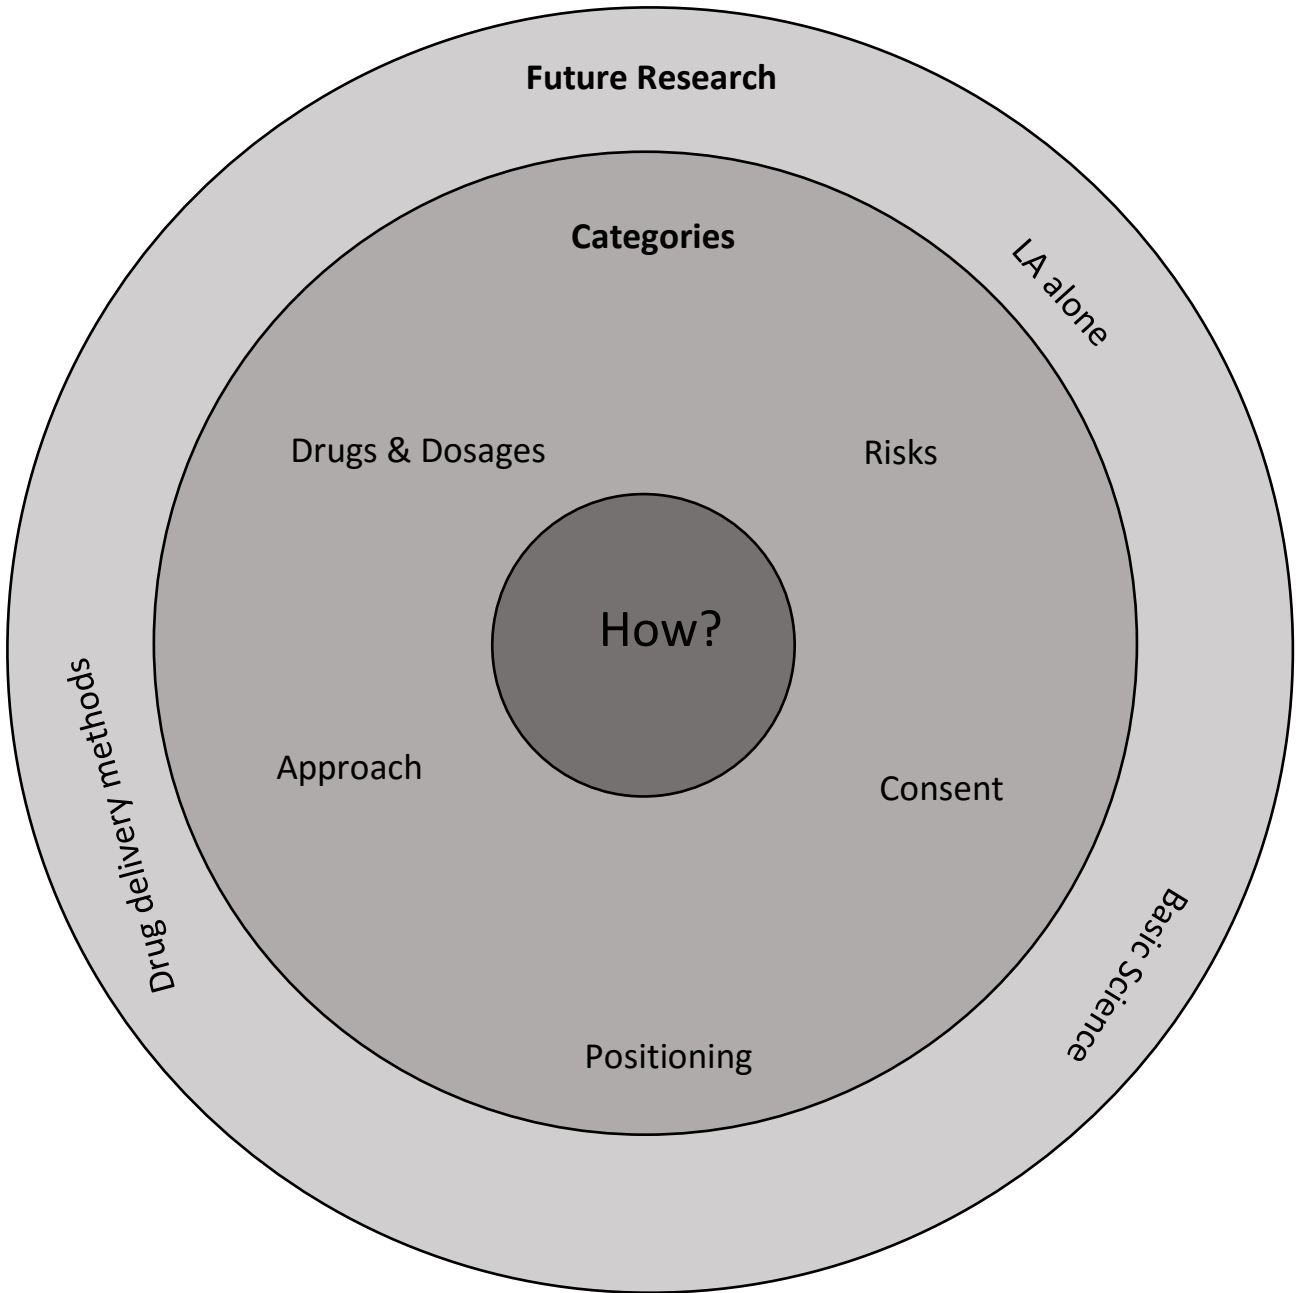 Future Research
Categories
LA alone
Drugs & Dosages
Risks
How?
Drug delivery methods
Approach
Consent
Basic Science
Positioning